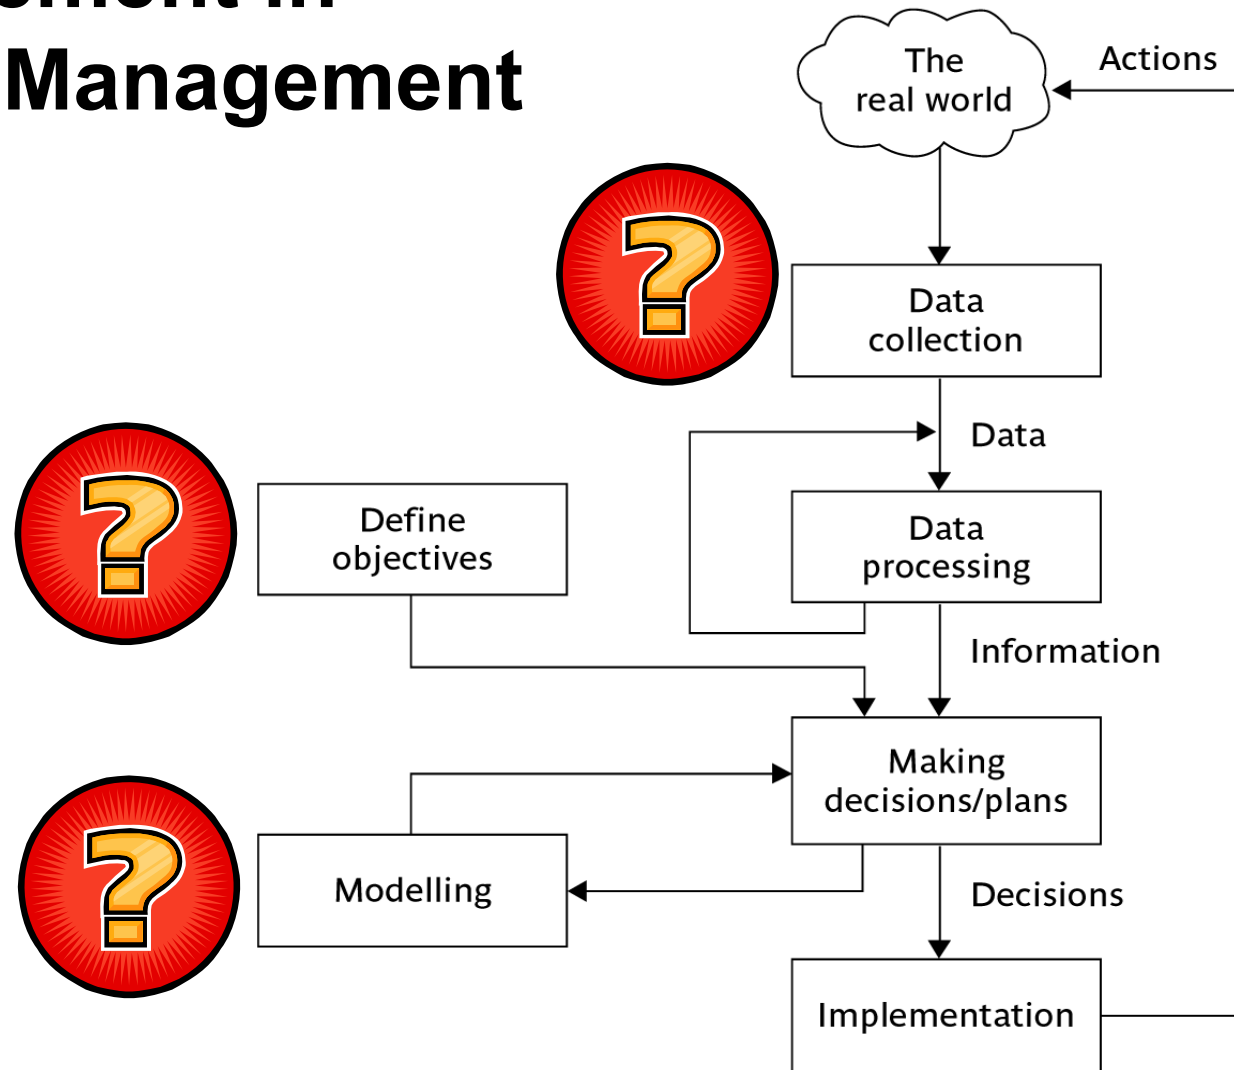 Management
The
real world
Actions
Data
collection
Data
Define
objectives
Data
processing
Information
Making
decisions/plans
Modelling
Decisions
Implementation